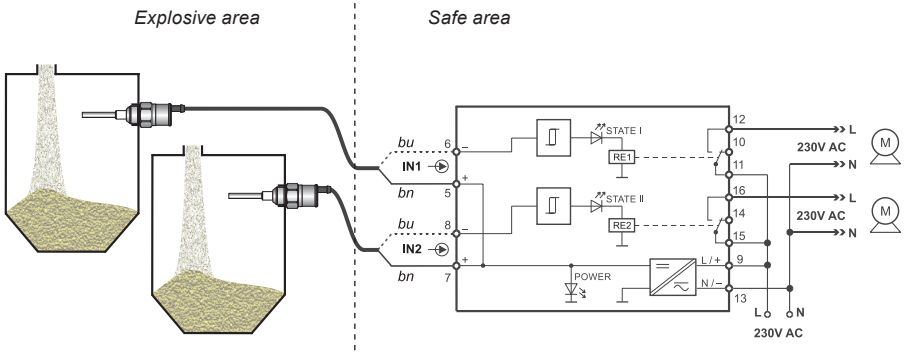 Explosive area
Safe area
bu
6
–
IN1
+
bn
5
bu
8
–
IN2
+
bn
7
STATE I
RE1
STATE II
RE2
POWER
L / +
N / –
12
10
11
16
14
15
9
13
L
230V AC
N
M
L
230V AC
N
M
L
N
230V AC